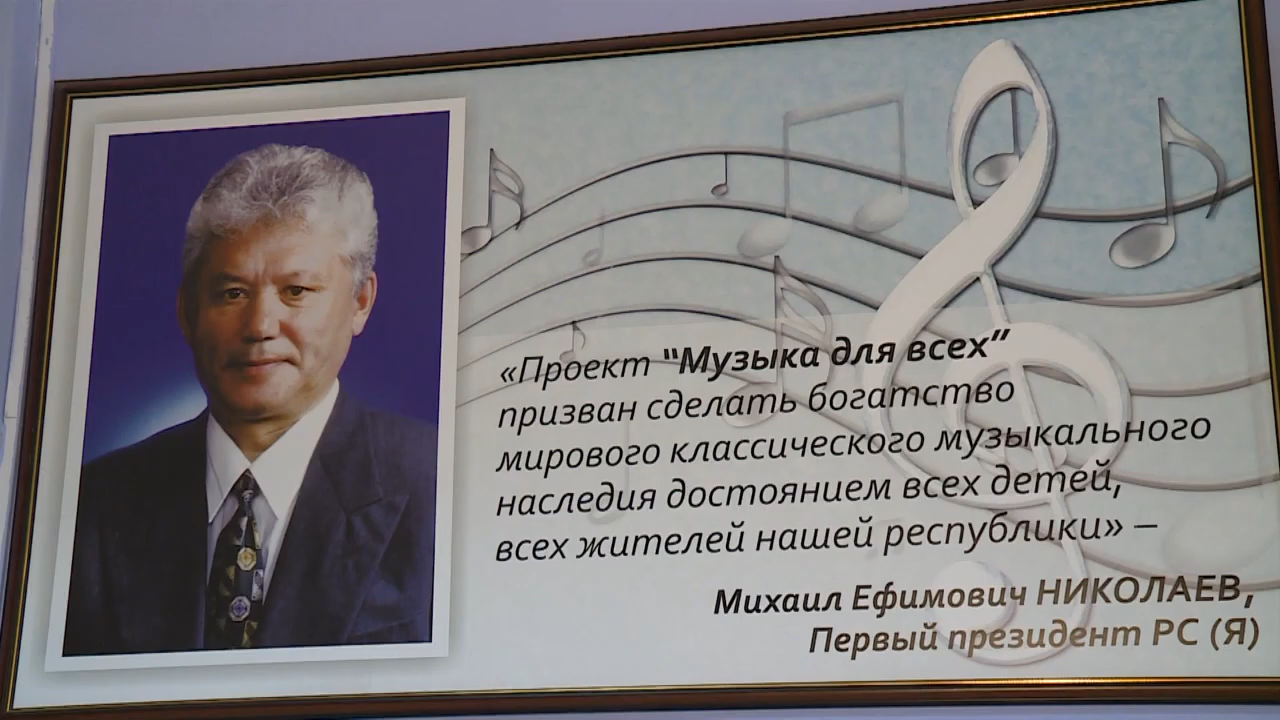 «Проект "Музыка для всех”
призван сделать богатство
мирового классического музыкального
наследия достоянием всех детей,
всех жителей нашей республики» –
Михаил Ефимович НИКОЛАЕВ,
Первый президент РС (Я)